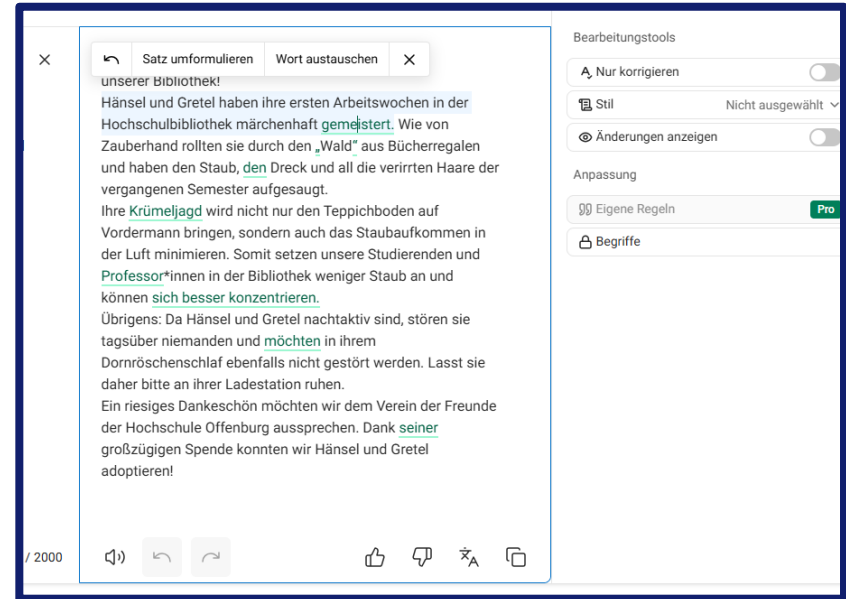 Satz umformulieren Wort austauschen
unserer Bibliothek!
Hänsel und Gretel haben ihre ersten Arbeitswochen in der
Hochschulbibliothek märchenhaft gemeistert. Wie von
Zauberhand rollten sie durch den „Wald“ aus Bücherregalen
und haben den Staub, den Dreck und all die verirrten Haare der
vergangenen Semester aufgesaugt.
Ihre Krümeljagd wird nicht nur den Teppichboden auf
Vordermann bringen, sondern auch das Staubaufkommen in
der Luft minimieren. Somit setzen unsere Studierenden und
Professor*innen in der Bibliothek weniger Staub an und
können sich besser konzentrieren.
Übrigens: Da Hänsel und Gretel nachtaktiv sind, stören sie
tagsüber niemanden und möchten in ihrem
Dornröschenschlaf ebenfalls nicht gestört werden. Lasst sie
daher bitte an ihrer Ladestation ruhen.
Ein riesiges Dankeschön möchten wir dem Verein der Freunde
der Hochschule Offenburg aussprechen. Dank seiner
großzügigen Spende konnten wir Hänsel und Gretel
adoptieren!
/ 2000
Bearbeitungstools
Nur korrigieren
Stil Nicht ausgewählt
Änderungen anzeigen
Anpassung
Eigene Regeln Pro
Begriffe